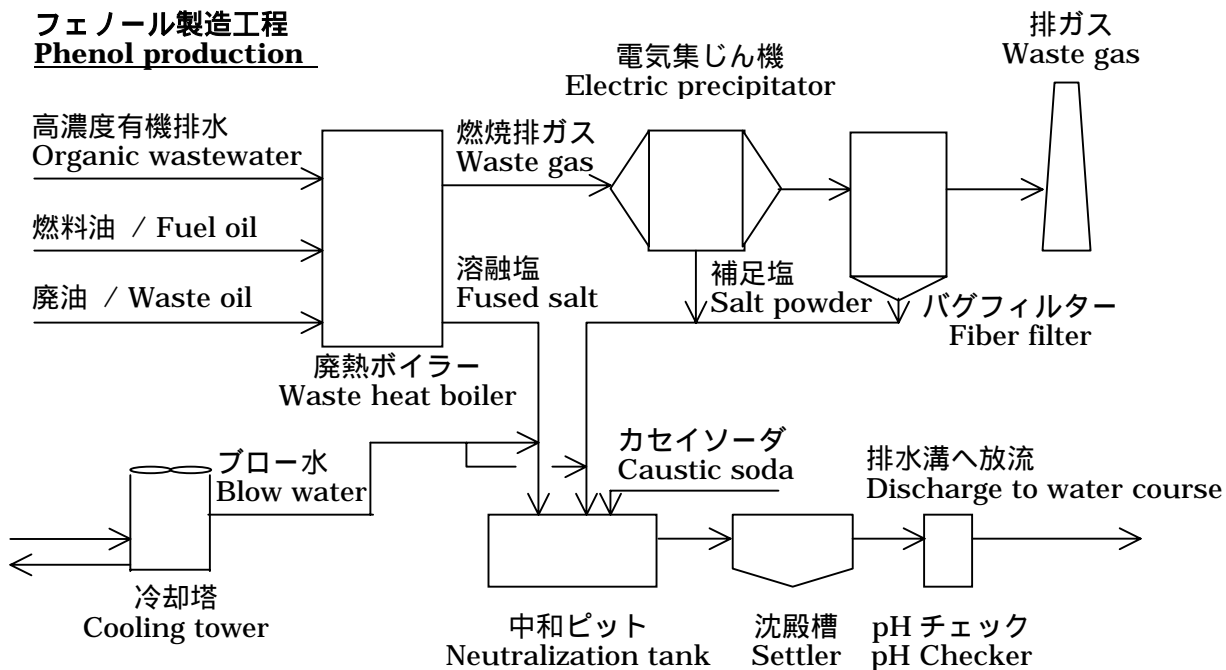 フェノール製造工程
Phenol production
排ガス
Waste gas
電気集じん機
Electric precipitator
高濃度有機排水
Organic wastewater
燃焼排ガス
Waste gas
燃料油 / Fuel oil
溶融塩
Fused salt
補足塩
Salt powder
廃油 / Waste oil
バグフィルター
Fiber filter
廃熱ボイラー
Waste heat boiler
ブロー水
Blow water
カセイソーダ
Caustic soda
排水溝へ放流
Discharge to water course
冷却塔
Cooling tower
中和ピット
Neutralization tank
沈殿槽
Settler
pH チェック
pH Checker